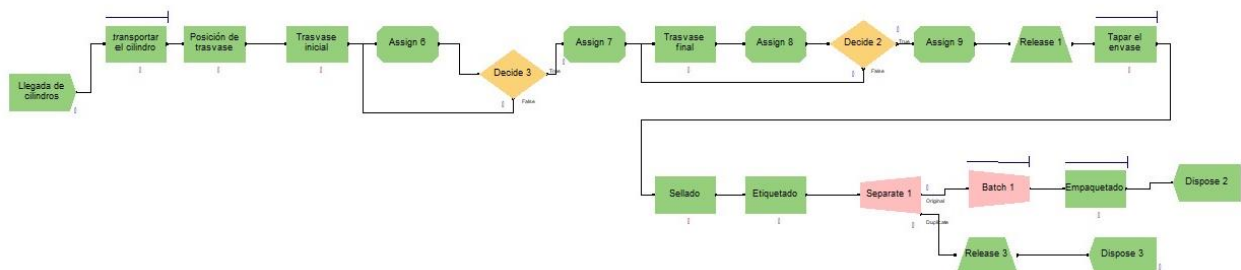 Llegada de
cilindros
transportar
el cilindro
Posición de
trasvase
Trasvase
inicial
Assign 6
Decide 3
True
False
Assign 7
Trasvase
final
Assign 8
Decide 2
True
False
Assign 9
Release 1
Tapar el
envase
Sellado
Etiquetado
Separate 1
Original
Duplicate
Batch 1
Empaquetado
Dispose 2
Release 3
Dispose 3